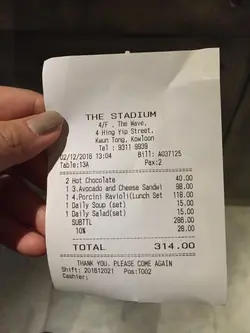 THE STADIUM
4/F , The Wave,
4 Hing Yip Street,
Kwun Tong, Kowloon
Tel : 9311 9939
02/12/2016 13:04 Bill: A037125
Table:13A Pax:2
2 Hot Chocolate 40.00
1 3.Avocado and Cheese Sandwi 98.00
1 4.Porcini Ravioli(Lunch Set 118.00
1 Daily Soup (set) 15.00
1 Daily Salad(set) 15.00
SUBTTL 286.00
10% 28.00
TOTAL 314.00
THANK YOU, PLEASE COME AGAIN
Shift: 201612021 Pos:T002
Cashier: